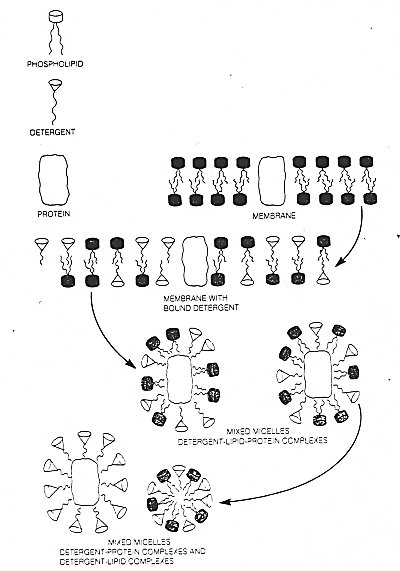 PHOSPHOLIPID
DETERGENT
PROTEIN
MEMBRANE
MEMBRANE WITH
BOUND DETERGENT
MIXED MICELLES
DETERGENT-LIPID-PROTEIN COMPLEXES
MIXED MICELLES
DETERGENT-PROTEIN COMPLEXES AND
DETERGENT-LIPID COMPLEXES